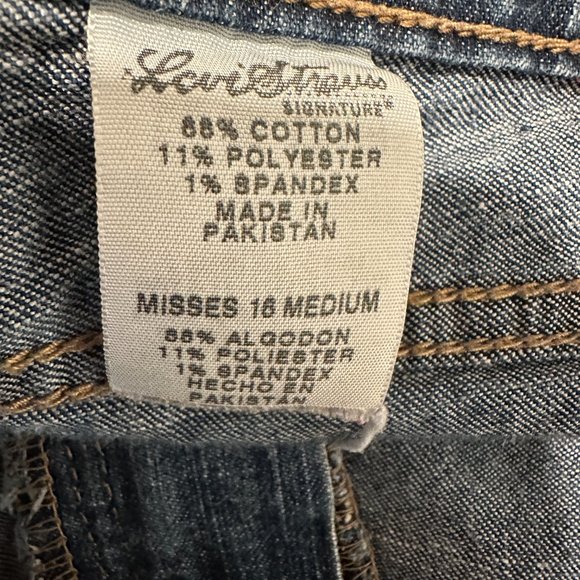 Levi Strauss
SIGNATURE™
88% COTTON
11% POLYESTER
1% SPANDEX
MADE IN
PAKISTAN
MISSES 16 MEDIUM
88% ALGODON
11% POLIESTER
1% SPANDEX
HECHO EN
PAKISTAN